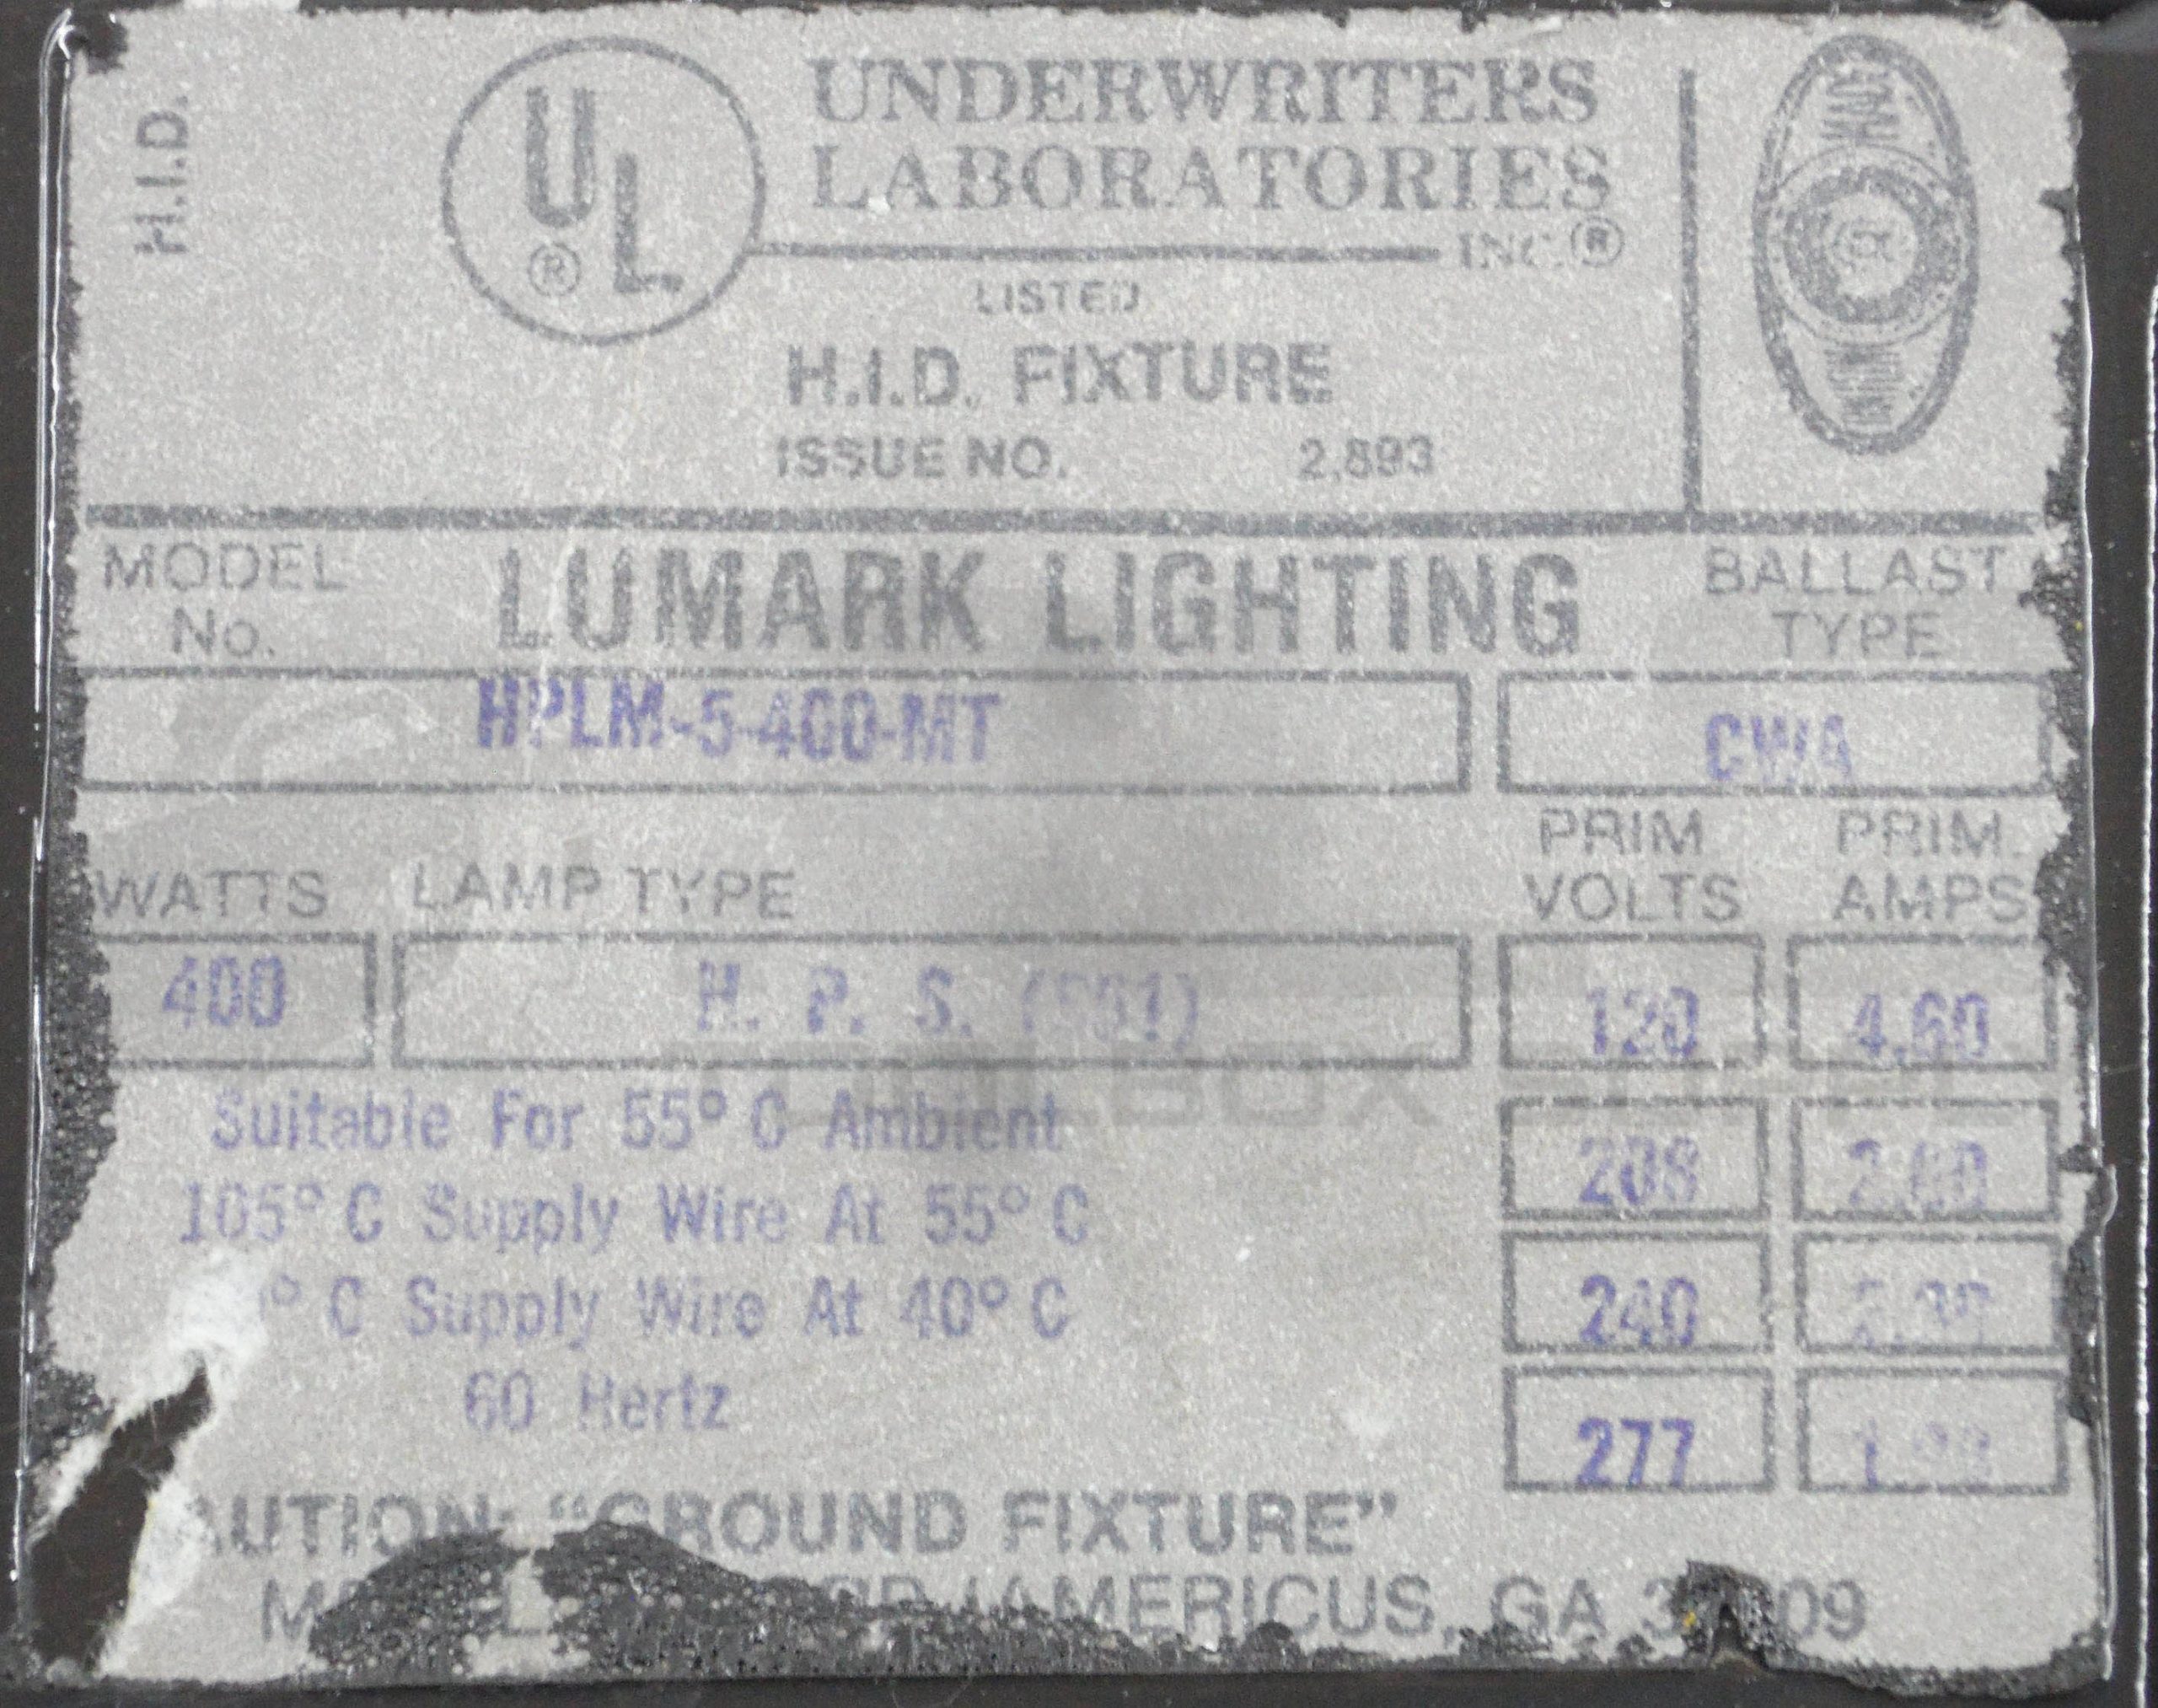 H.I.D.
UL®
UNDERWRITERS
LABORATORIES
INC.®
LISTED
H.I.D. FIXTURE
ISSUE NO. 2,893
MODEL No.
LUMARK LIGHTING
BALLAST TYPE
HPLM-5-400-MT
CWA
WATTS LAMP TYPE
PRIM VOLTS
PRIM. AMPS
400 H. P. S.
120 4.60
Suitable For 55° C Ambient
208
105° C Supply Wire At 55° C
240
° C Supply Wire At 40° C
60 Hertz
277
AUTION: "GROUND FIXTURE"
AMERICUS, GA